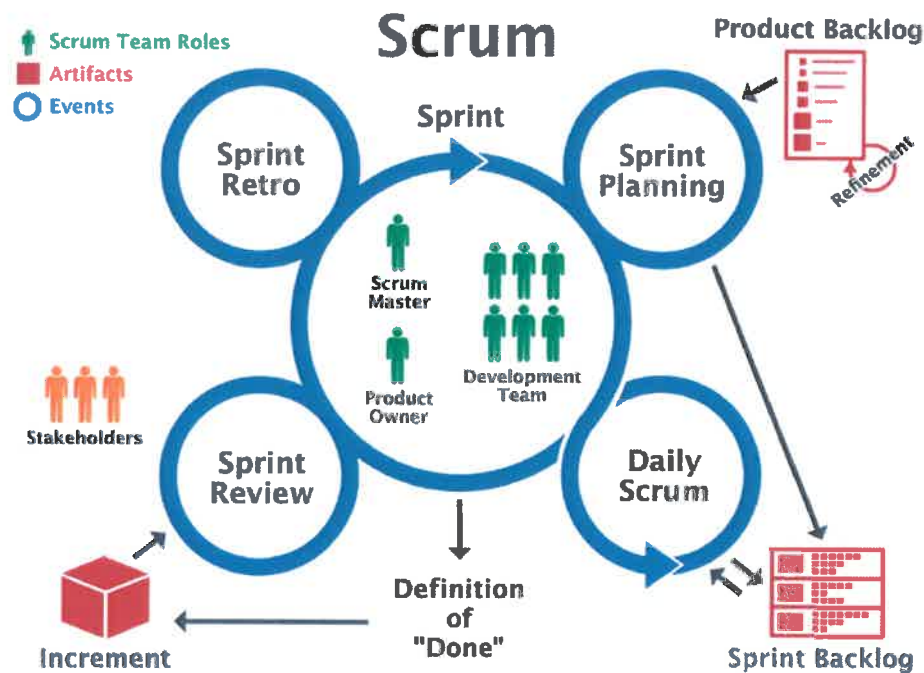 Scrum
Scrum Team Roles
Artifacts
Events
Product Backlog
Refinement
Sprint
Sprint
Retro
Sprint
Planning
Scrum
Master
Product
Owner
Development
Team
Stakeholders
Sprint
Review
Daily
Scrum
Definition
of
"Done"
Increment
Sprint Backlog